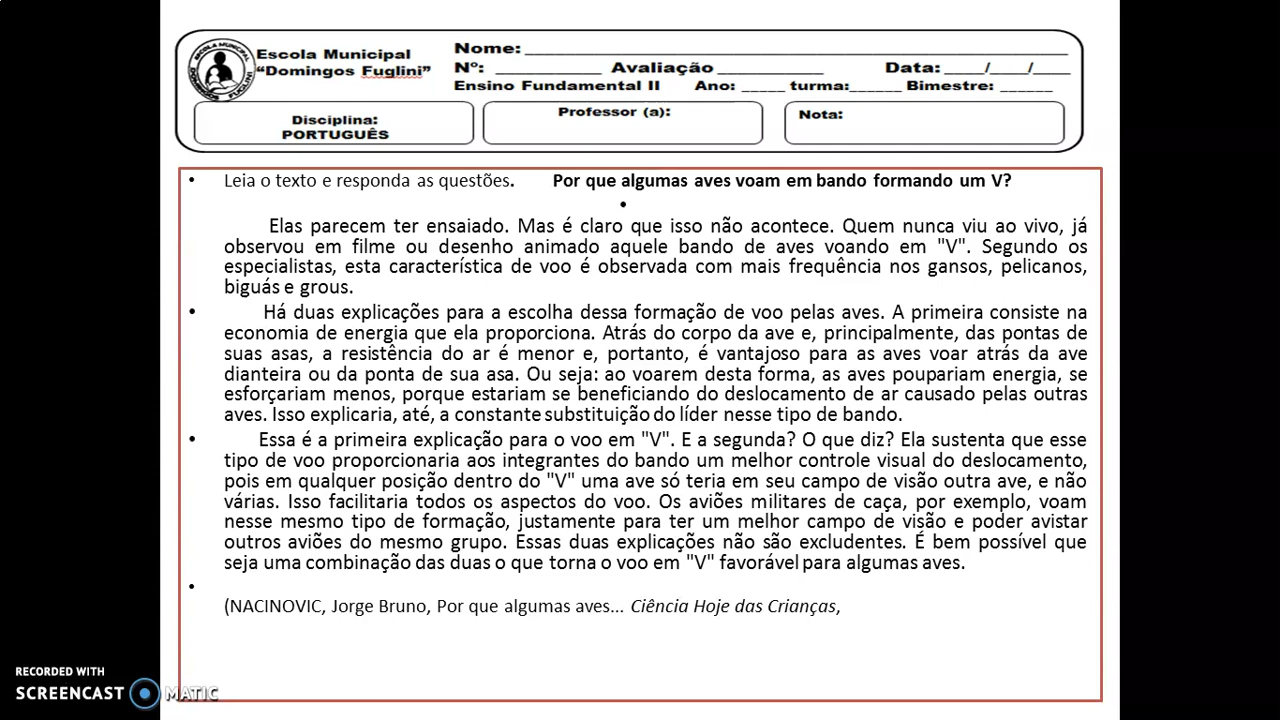 Escola Municipal
"Domingos Fuglini"
ESCOLA MUNICIPAL
DOMINGOS FUGLINI
Nome: ______
Nº: ______ Avaliação ______ Data: ____/____/____
Ensino Fundamental II Ano: _____ turma:______ Bimestre: ______
Disciplina:
PORTUGUÊS
Professor (a):
Nota:
• Leia o texto e responda as questões. Por que algumas aves voam em bando formando um V?
•
Elas parecem ter ensaiado. Mas é claro que isso não acontece. Quem nunca viu ao vivo, já
observou em filme ou desenho animado aquele bando de aves voando em "V". Segundo os
especialistas, esta característica de voo é observada com mais frequência nos gansos, pelicanos,
biguás e grous.
• Há duas explicações para a escolha dessa formação de voo pelas aves. A primeira consiste na
economia de energia que ela proporciona. Atrás do corpo da ave e, principalmente, das pontas de
suas asas, a resistência do ar é menor e, portanto, é vantajoso para as aves voar atrás da ave
dianteira ou da ponta de sua asa. Ou seja: ao voarem desta forma, as aves poupariam energia, se
esforçariam menos, porque estariam se beneficiando do deslocamento de ar causado pelas outras
aves. Isso explicaria, até, a constante substituição do líder nesse tipo de bando.
• Essa é a primeira explicação para o voo em "V". E a segunda? O que diz? Ela sustenta que esse
tipo de voo proporcionaria aos integrantes do bando um melhor controle visual do deslocamento,
pois em qualquer posição dentro do "V" uma ave só teria em seu campo de visão outra ave, e não
várias. Isso facilitaria todos os aspectos do voo. Os aviões militares de caça, por exemplo, voam
nesse mesmo tipo de formação, justamente para ter um melhor campo de visão e poder avistar
outros aviões do mesmo grupo. Essas duas explicações não são excludentes. É bem possível que
seja uma combinação das duas o que torna o voo em "V" favorável para algumas aves.
•
(NACINOVIC, Jorge Bruno, Por que algumas aves... Ciência Hoje das Crianças,
RECORDED WITH
SCREENCAST MATIC